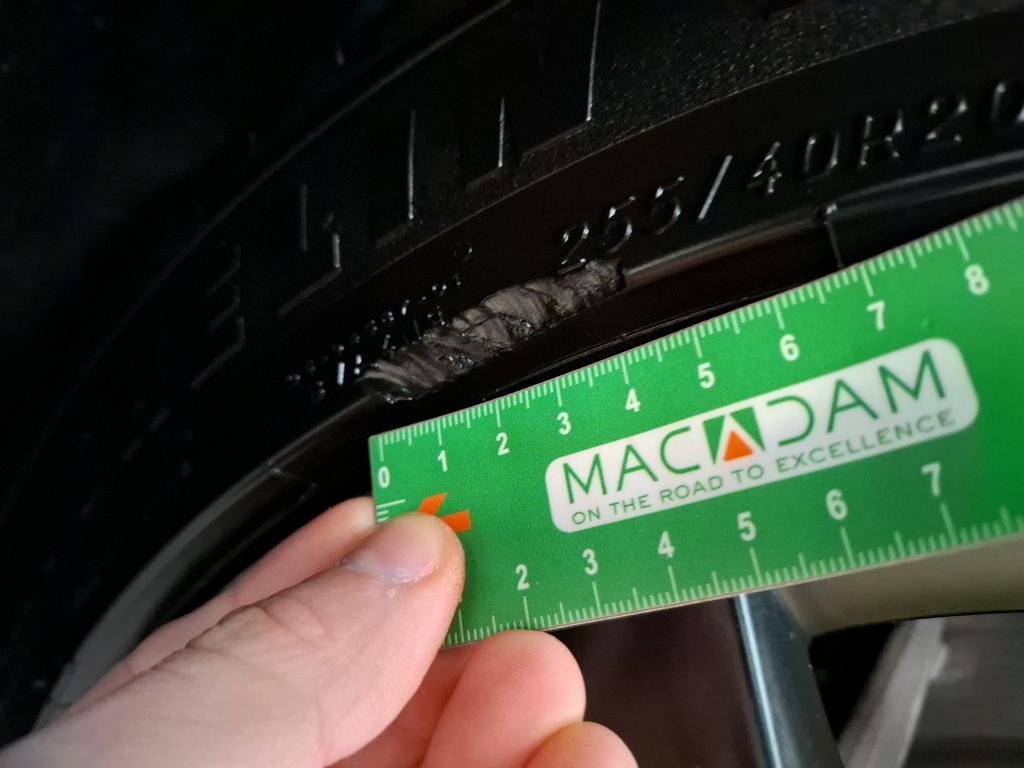 255/40R20
0 1 2 3 4 5 6 7 8
MACADAM
ON THE ROAD TO EXCELLENCE
2 3 4 5 6 7